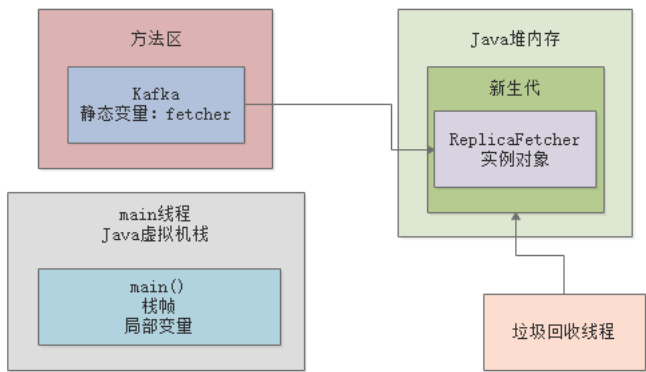 方法区
Kafka
静态变量：fetcher
Java堆内存
新生代
ReplicaFetcher
实例对象
main线程
Java虚拟机栈
main()
栈帧
局部变量
垃圾回收线程